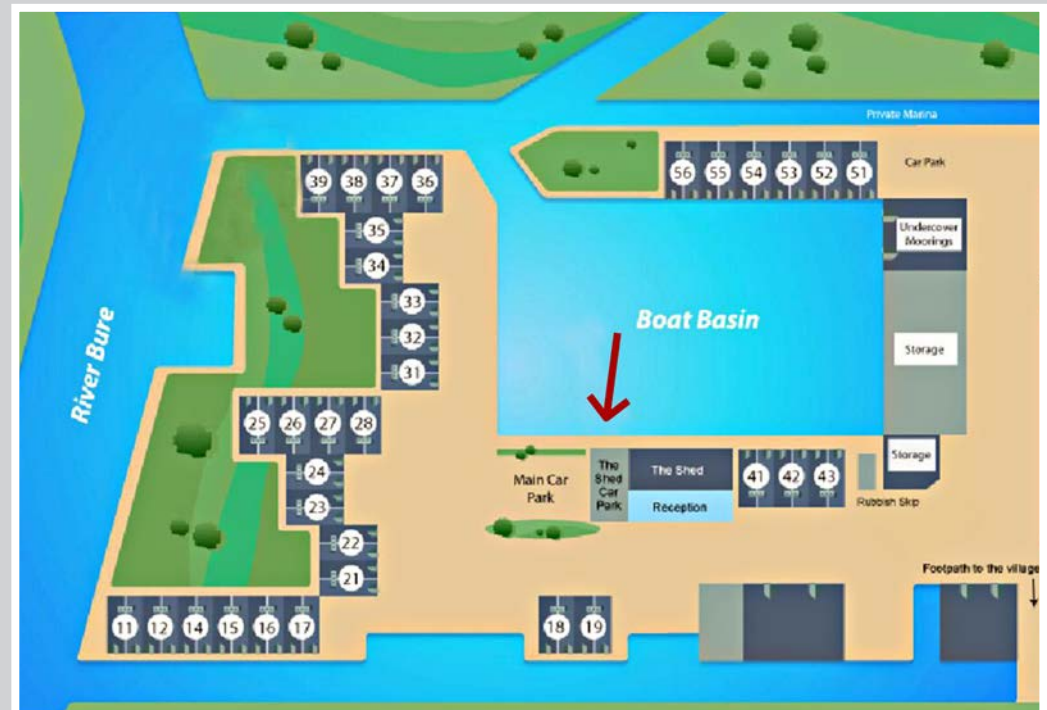 Private Marina
39 38 37 36
56 55 54 53 52 51
Car Park
35
34
Undercover
Moorings
33
32
31
Boat Basin
River Bure
Storage
25 26 27 28
24
23
Main Car
Park
The
Shed
Car
Park
The Shed
Reception
41 42 43
Storage
Rubbish Skip
22
21
Footpath to the village
11 12 14 15 16 17
18 19